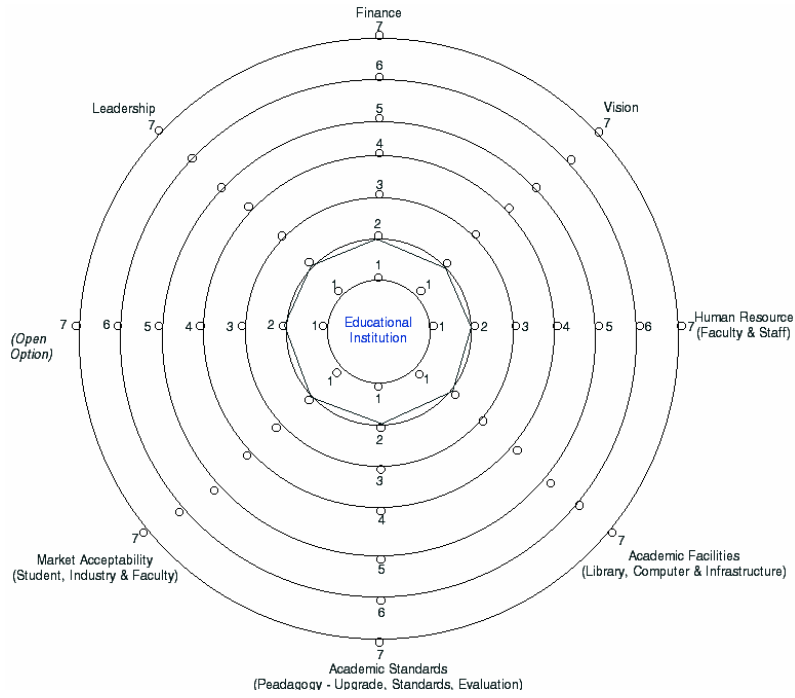 Finance
7
6
Leadership
Vision
7
7
5
4
3
2
1
1
1
7
6
5
4
3
2
1
Educational
Institution
1
2
3
4
5
6
7
Human Resource
(Faculty & Staff)
(Open
Option)
1
1
1
2
3
4
7
7
Market Acceptability
(Student, Industry & Faculty)
Academic Facilities
(Library, Computer & Infrastructure)
5
6
7
Academic Standards
(Peadagogy - Upgrade, Standards, Evaluation)